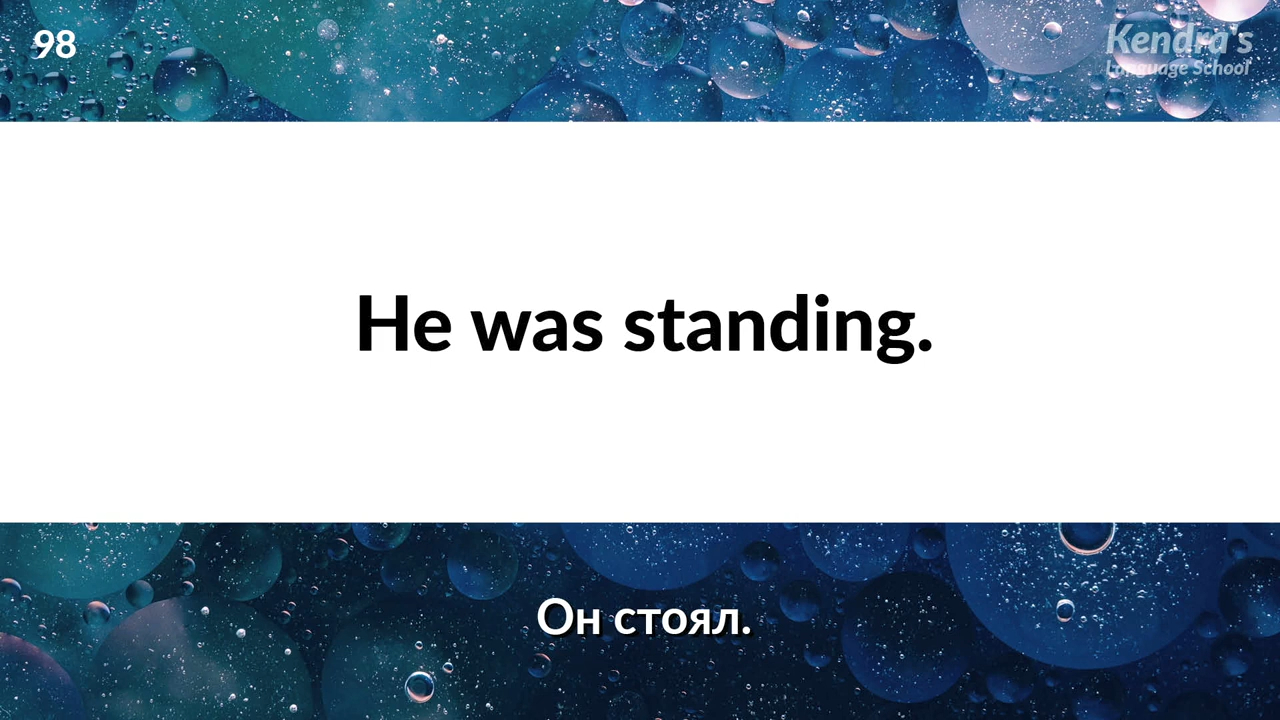 98
Kendra's
Language School
He was standing.
Он стоял.